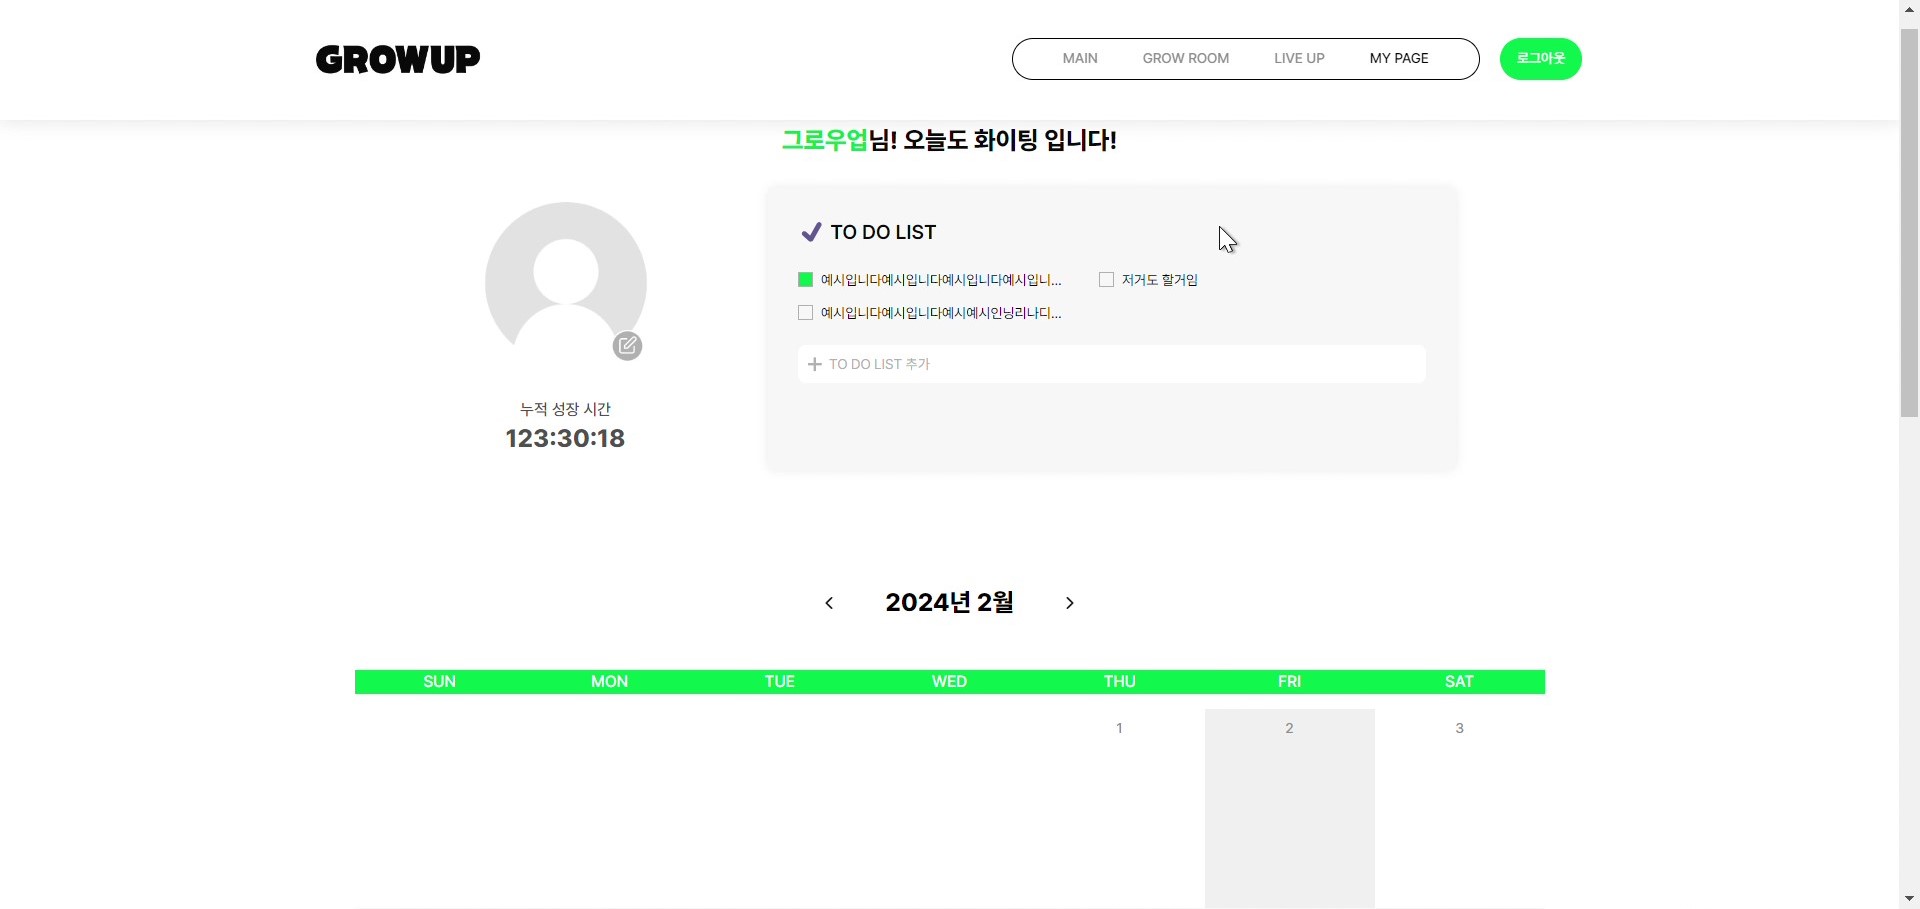 GROWUP
MAIN GROW ROOM LIVE UP MY PAGE 로그아웃
그로우업님! 오늘도 화이팅 입니다!
TO DO LIST
예시입니다예시입니다예시입니다예시입니... 저거도 할거임
예시입니다예시입니다예시예시인닝리나디...
TO DO LIST 추가
누적 성장 시간
123:30:18
2024년 2월
SUN MON TUE WED THU FRI SAT
1 2 3